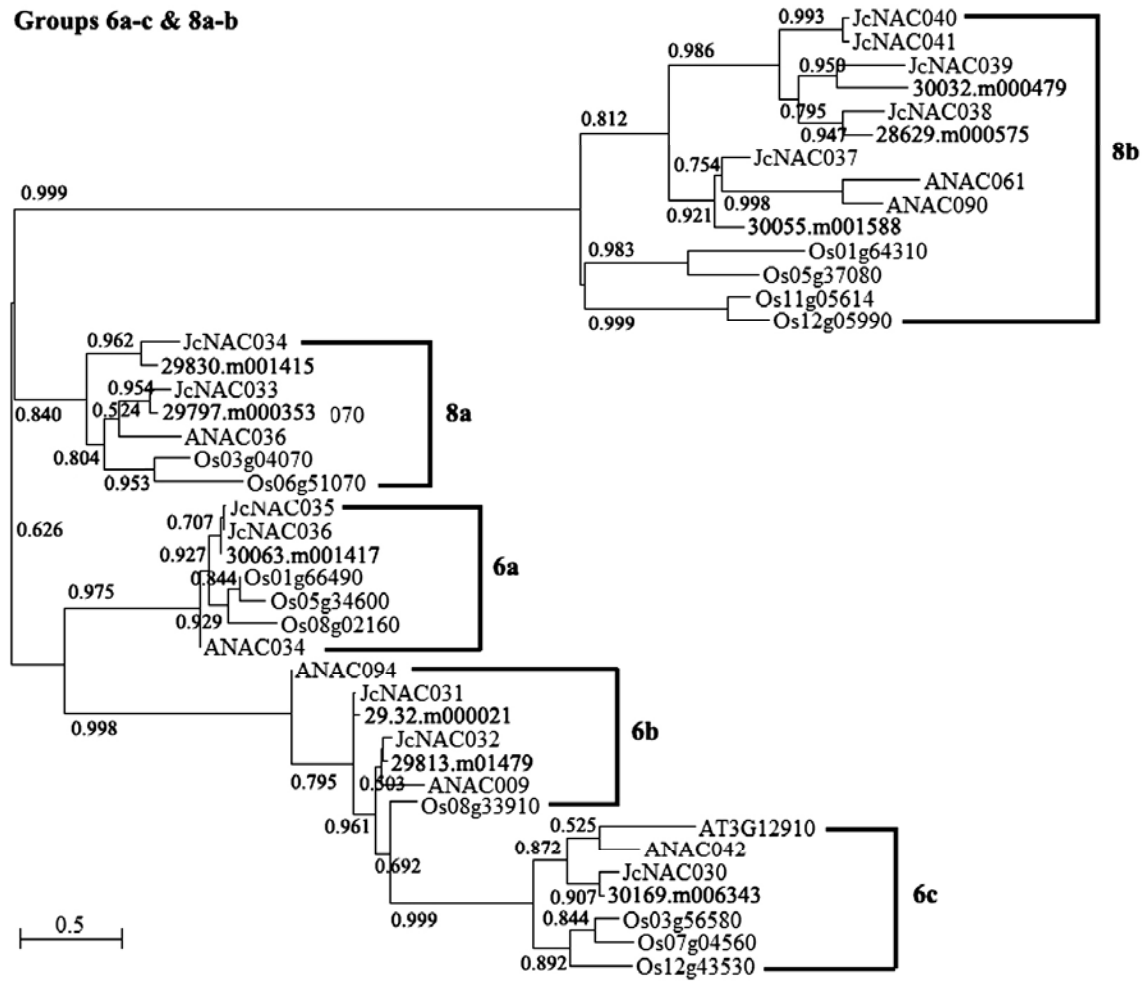 Groups 6a-c & 8a-b
0.993
JcNAC040
JcNAC041
0.986
0.950
JcNAC039
30032.m000479
0.795
JcNAC038
0.947
28629.m000575
0.812
8b
0.754
JcNAC037
ANAC061
0.998
ANAC090
0.921
30055.m001588
0.999
0.983
Os01g64310
Os05g37080
Os11g05614
0.999
Os12g05990
0.962
JcNAC034
29830.m001415
0.954
JcNAC033
0.840
0.524
29797.m000353
070
8a
ANAC036
0.804
Os03g04070
0.953
Os06g51070
0.626
JcNAC035
0.707
JcNAC036
0.927
30063.m001417
6a
0.844
Os01g66490
0.975
Os05g34600
0.929
Os08g02160
ANAC034
ANAC094
JcNAC031
0.998
29.32.m000021
6b
JcNAC032
29813.m01479
0.795
0.503
ANAC009
Os08g33910
0.961
0.525
AT3G12910
0.872
ANAC042
0.692
JcNAC030
0.907
30169.m006343
6c
0.999
0.844
Os03g56580
0.5
Os07g04560
0.892
Os12g43530